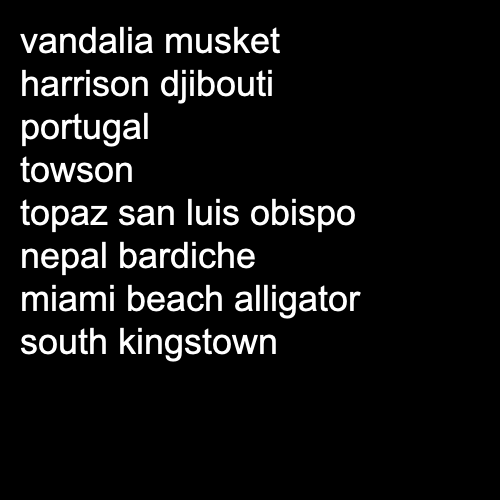 vandalia musket
harrison djibouti
portugal
towson
topaz san luis obispo
nepal bardiche
miami beach alligator
south kingstown